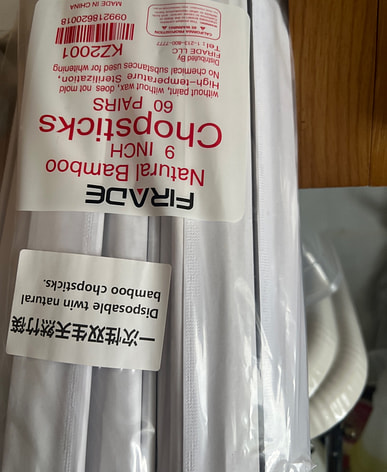 FIRADE
Natural Bamboo
9 INCH
Chopsticks
60 PAIRS
without paint, without wax, does not mold
High-temperature Sterilization,
No chemical substances used for whitening
Distributed By
FIRADE LLC
KZ2001
MADE IN CHINA
一次性双生天然竹筷
Disposable twin natural
bamboo chopsticks.